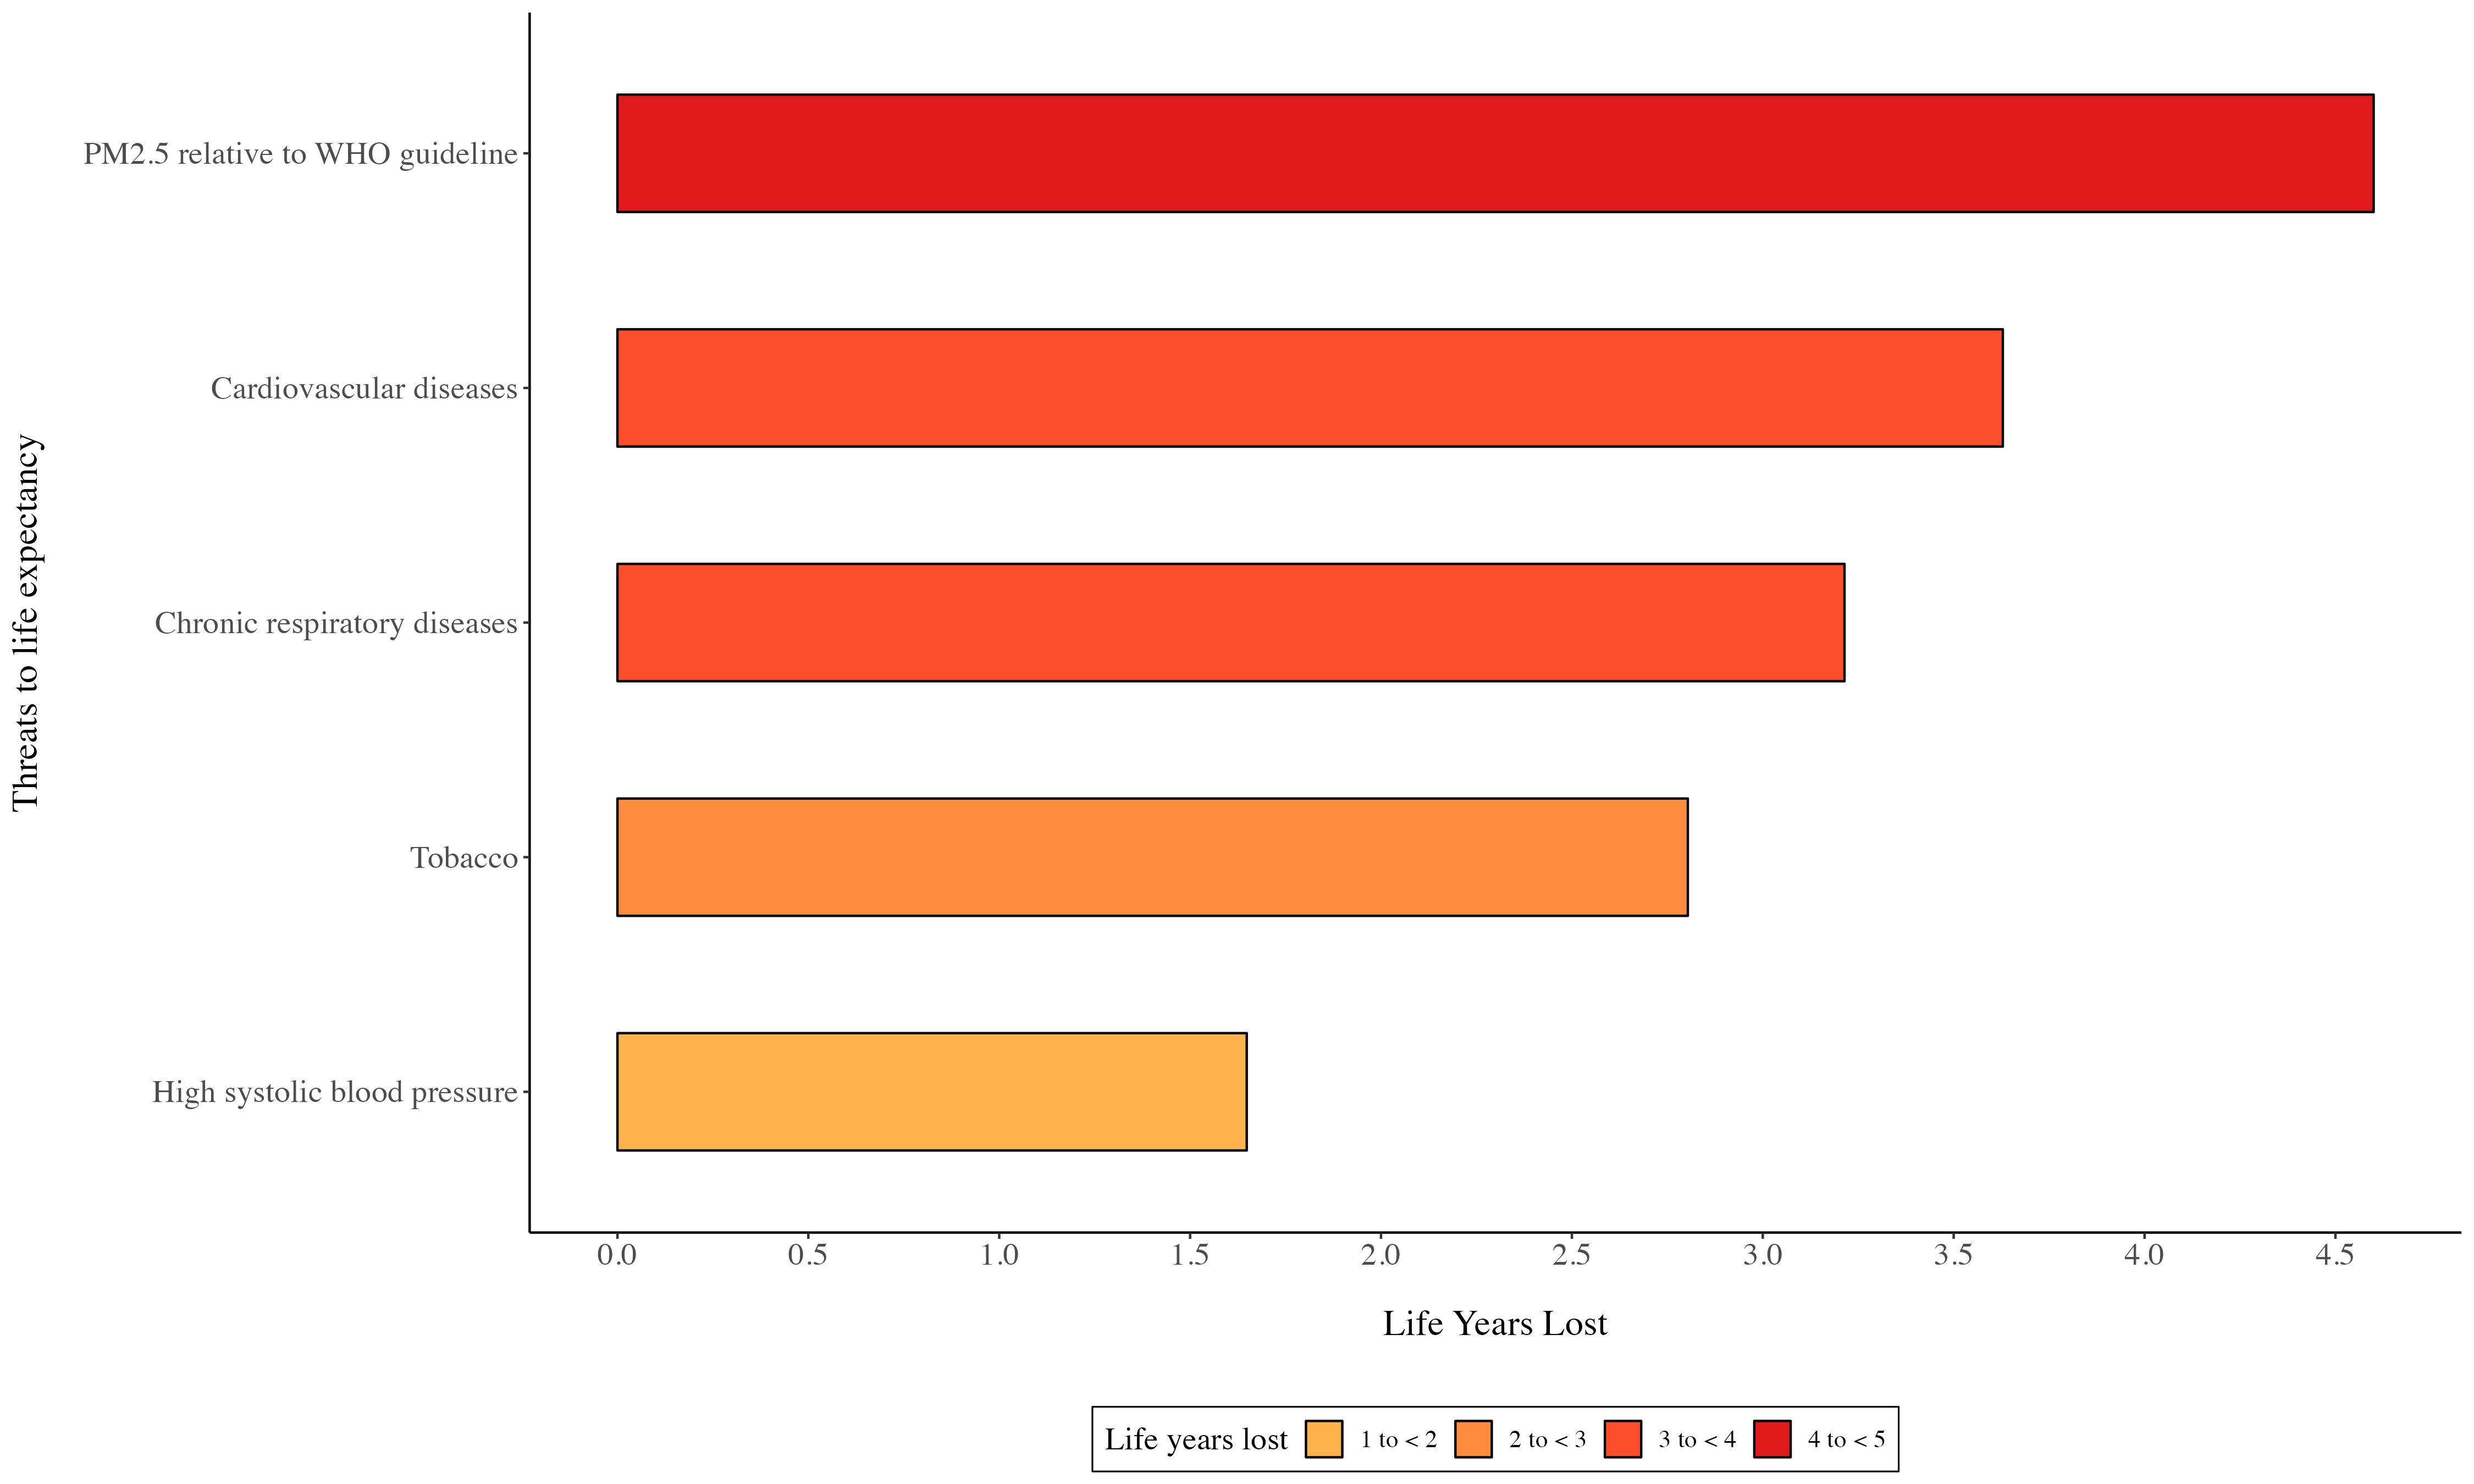 Threats to life expectancy
PM2.5 relative to WHO guideline
Cardiovascular diseases
Chronic respiratory diseases
Tobacco
High systolic blood pressure
0.0 0.5 1.0 1.5 2.0 2.5 3.0 3.5 4.0 4.5
Life Years Lost
Life years lost 1 to < 2 2 to < 3 3 to < 4 4 to < 5